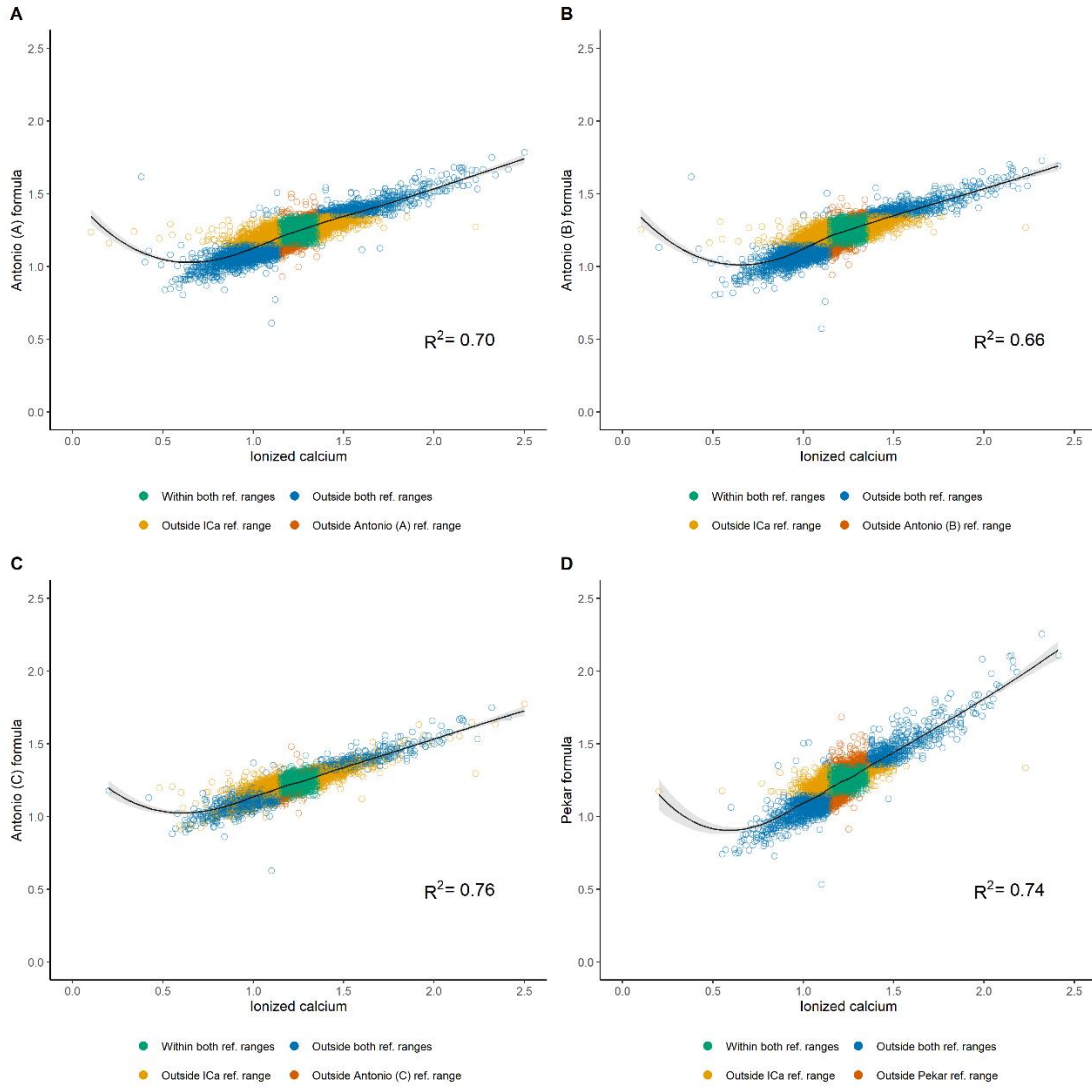 A
Antonio (A) formula
2.5
2.0
1.5
1.0
0.5
0.0
R2= 0.70
0.0 0.5 1.0 1.5 2.0 2.5
Ionized calcium
Within both ref. ranges Outside both ref. ranges
Outside ICa ref. range Outside Antonio (A) ref. range
B
Antonio (B) formula
2.5
2.0
1.5
1.0
0.5
0.0
R2= 0.66
0.0 0.5 1.0 1.5 2.0 2.5
Ionized calcium
Within both ref. ranges Outside both ref. ranges
Outside ICa ref. range Outside Antonio (B) ref. range
C
Antonio (C) formula
2.5
2.0
1.5
1.0
0.5
0.0
R2= 0.76
0.0 0.5 1.0 1.5 2.0 2.5
Ionized calcium
Within both ref. ranges Outside both ref. ranges
Outside ICa ref. range Outside Antonio (C) ref. range
D
Pekar formula
2.5
2.0
1.5
1.0
0.5
0.0
R2= 0.74
0.0 0.5 1.0 1.5 2.0 2.5
Ionized calcium
Within both ref. ranges Outside both ref. ranges
Outside ICa ref. range Outside Pekar ref. range